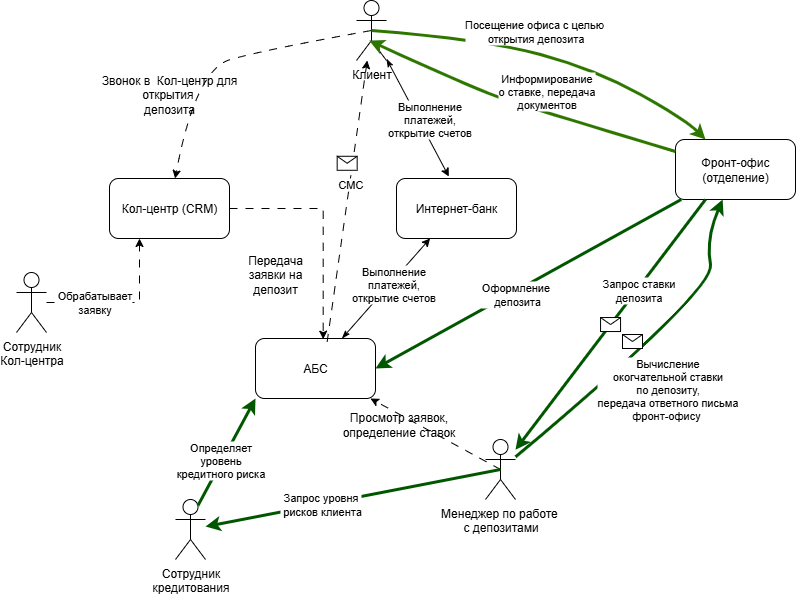 Посещение офиса с целью
открытия депозита
Клиент
Звонок в Кол-центр для
открытия
депозита
Информирование
о ставке, передача
документов
Выполнение
платежей,
открытие счетов
Фронт-офис
(отделение)
СМС
Кол-центр (CRM)
Интернет-банк
Передача
заявки на
депозит
Выполнение
платежей,
открытие счетов
Оформление
депозита
Запрос ставки
депозита
Обрабатывает
заявку
Сотрудник
Кол-центра
АБС
Вычисление
окогчательной ставки
по депозиту,
передача ответного письма
фронт-офису
Просмотр заявок,
определение ставок
Определяет
уровень
кредитного риска
Запрос уровня
рисков клиента
Менеджер по работе
с депозитами
Сотрудник
кредитования